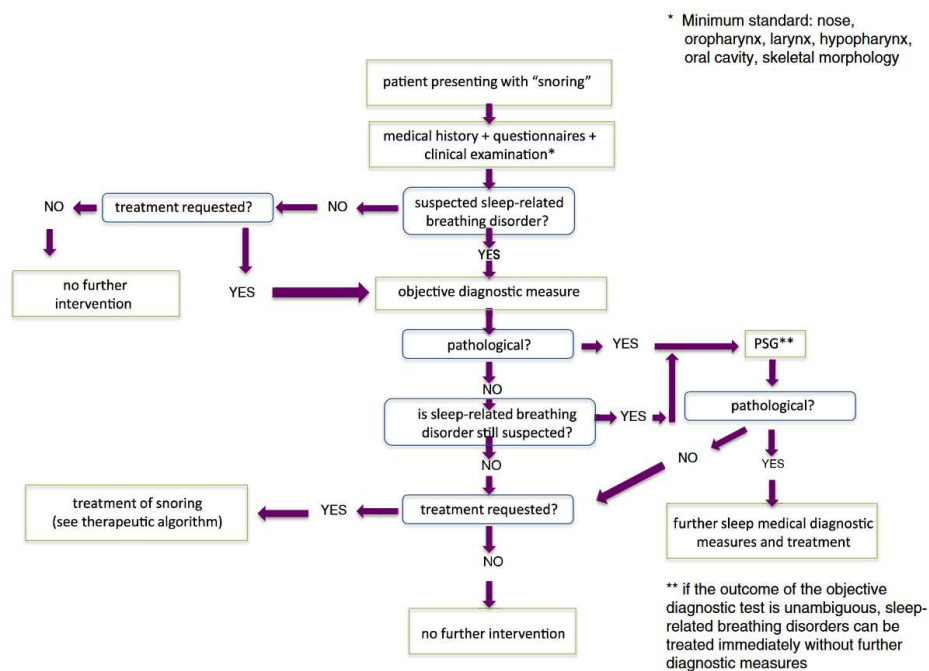 * Minimum standard: nose,
oropharynx, larynx, hypopharynx,
oral cavity, skeletal morphology
patient presenting with “snoring”
medical history + questionnaires +
clinical examination*
suspected sleep-related
breathing disorder?
NO
treatment requested?
NO
no further
intervention
YES
YES
objective diagnostic measure
pathological?
YES
PSG**
NO
is sleep-related breathing
disorder still suspected?
YES
pathological?
NO
YES
NO
treatment requested?
YES
treatment of snoring
(see therapeutic algorithm)
further sleep medical diagnostic
measures and treatment
NO
no further intervention
** if the outcome of the objective
diagnostic test is unambiguous, sleep-
related breathing disorders can be
treated immediately without further
diagnostic measures